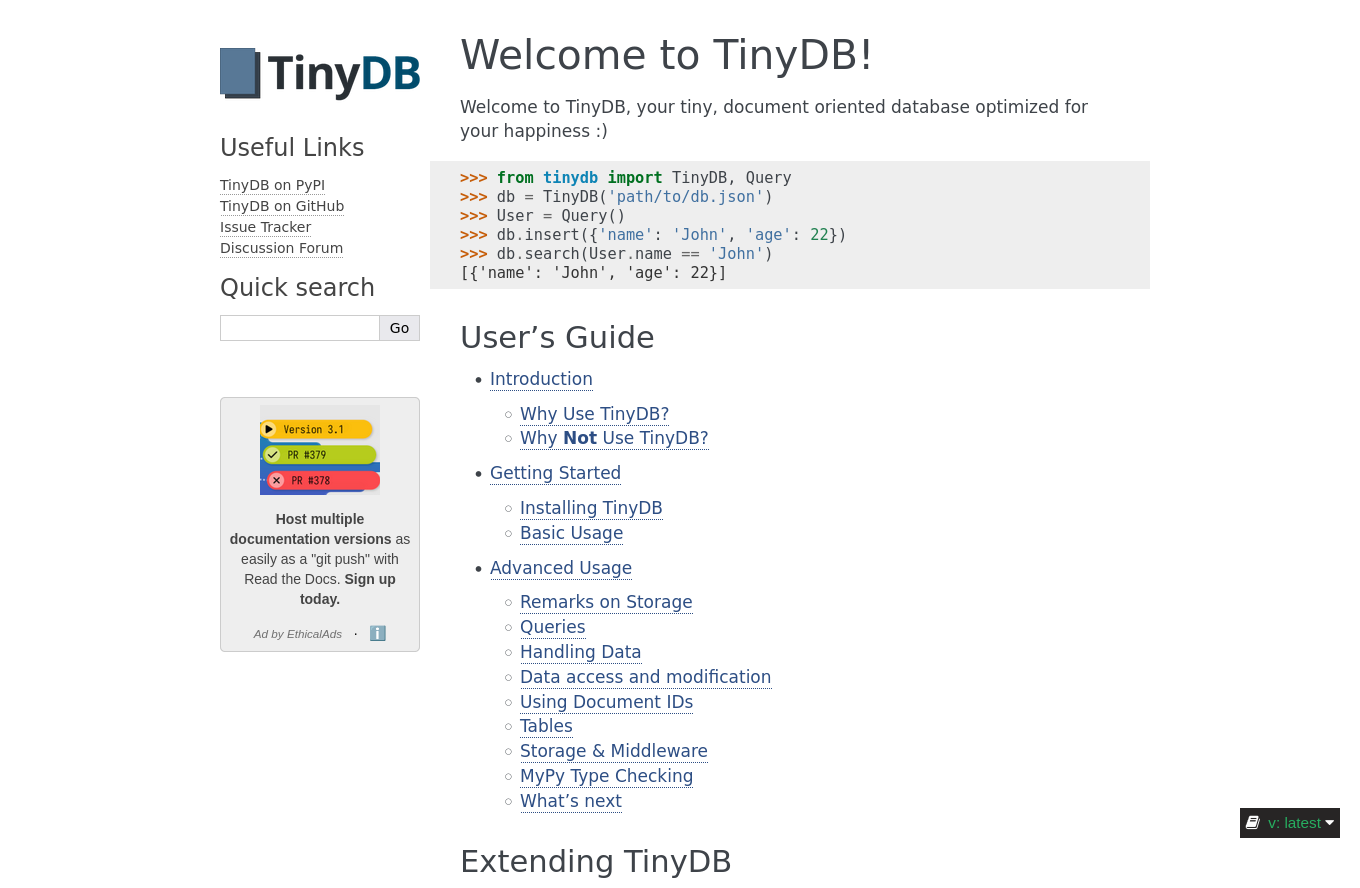 TinyDB
Useful Links
TinyDB on PyPI
TinyDB on GitHub
Issue Tracker
Discussion Forum
Quick search
Go
Version 3.1
PR #379
PR #378
Host multiple
documentation versions as
easily as a "git push" with
Read the Docs. Sign up
today.
Ad by EthicalAds · ℹ️
Welcome to TinyDB!
Welcome to TinyDB, your tiny, document oriented database optimized for
your happiness :)
>>> from tinydb import TinyDB, Query
>>> db = TinyDB('path/to/db.json')
>>> User = Query()
>>> db.insert({'name': 'John', 'age': 22})
>>> db.search(User.name == 'John')
[{'name': 'John', 'age': 22}]
User’s Guide
• Introduction
○ Why Use TinyDB?
○ Why Not Use TinyDB?
• Getting Started
○ Installing TinyDB
○ Basic Usage
• Advanced Usage
○ Remarks on Storage
○ Queries
○ Handling Data
○ Data access and modification
○ Using Document IDs
○ Tables
○ Storage & Middleware
○ MyPy Type Checking
○ What’s next
Extending TinyDB
v: latest